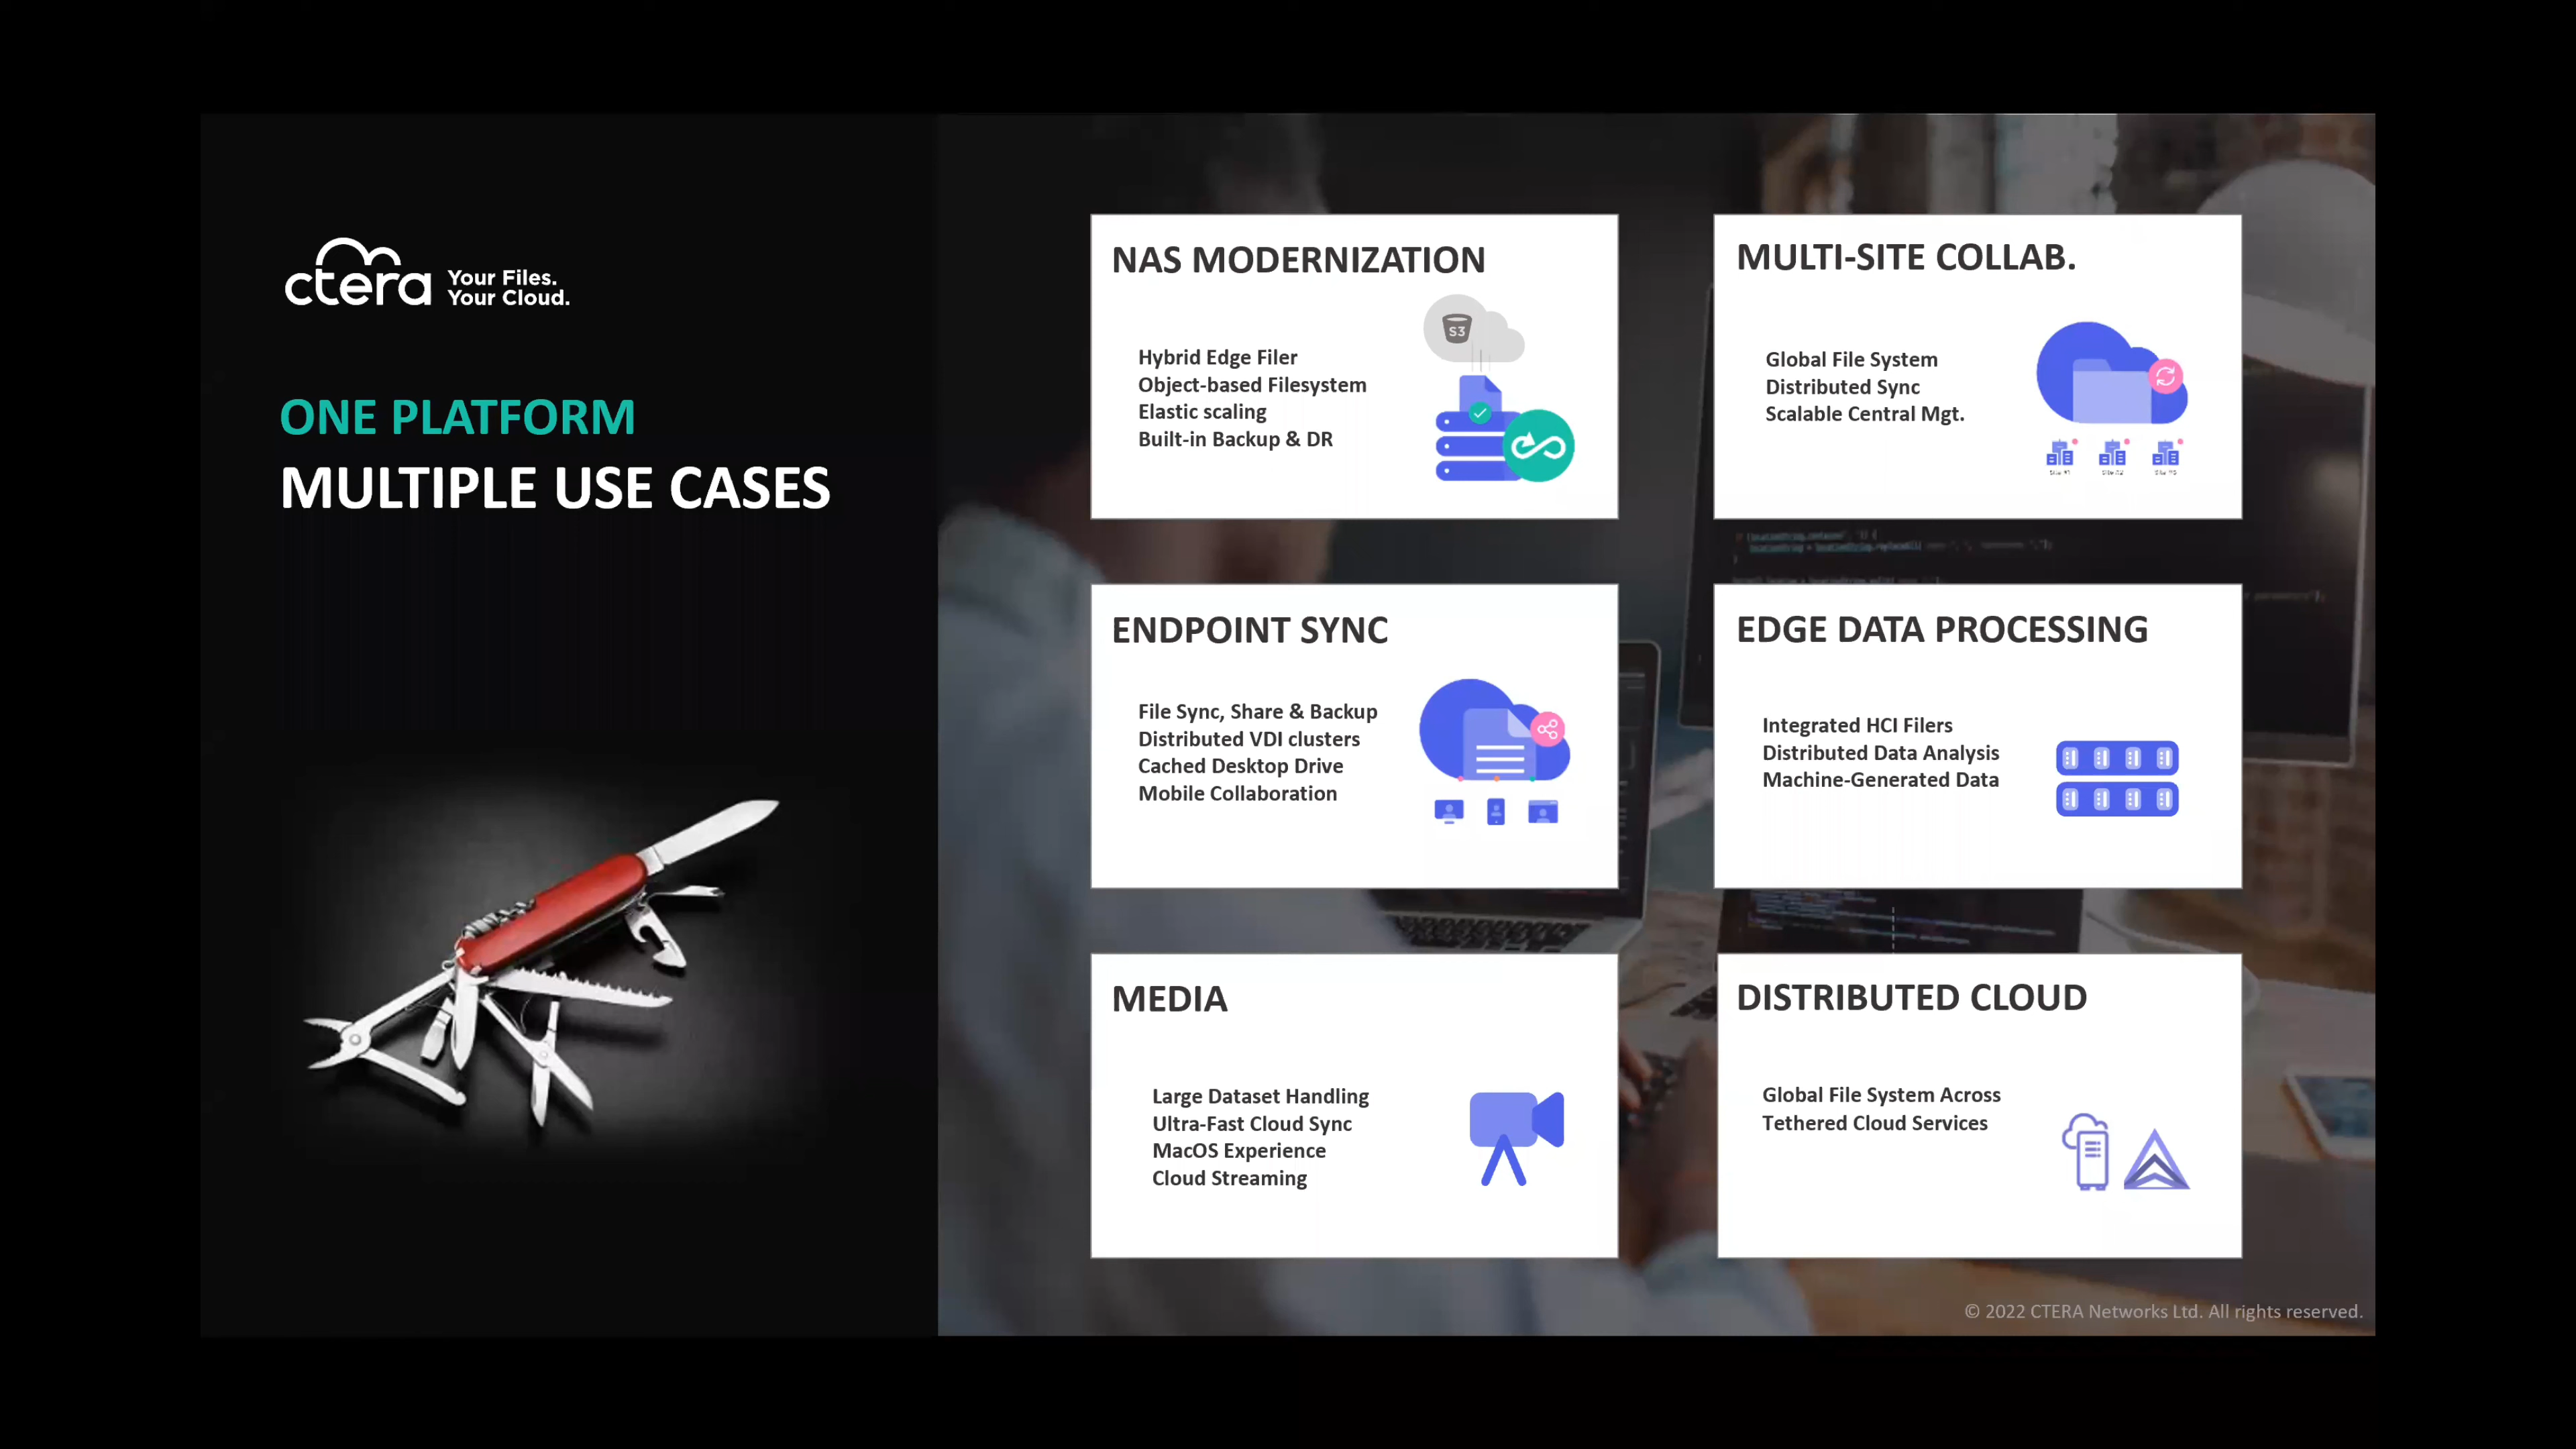 ctera
Your Files.
Your Cloud.
ONE PLATFORM
MULTIPLE USE CASES
NAS MODERNIZATION
S3
Hybrid Edge Filer
Object-based Filesystem
Elastic scaling
Built-in Backup & DR
MULTI-SITE COLLAB.
Global File System
Distributed Sync
Scalable Central Mgt.
ENDPOINT SYNC
File Sync, Share & Backup
Distributed VDI clusters
Cached Desktop Drive
Mobile Collaboration
EDGE DATA PROCESSING
Integrated HCI Filers
Distributed Data Analysis
Machine-Generated Data
MEDIA
Large Dataset Handling
Ultra-Fast Cloud Sync
MacOS Experience
Cloud Streaming
DISTRIBUTED CLOUD
Global File System Across
Tethered Cloud Services
© 2022 CTERA Networks Ltd. All rights reserved.